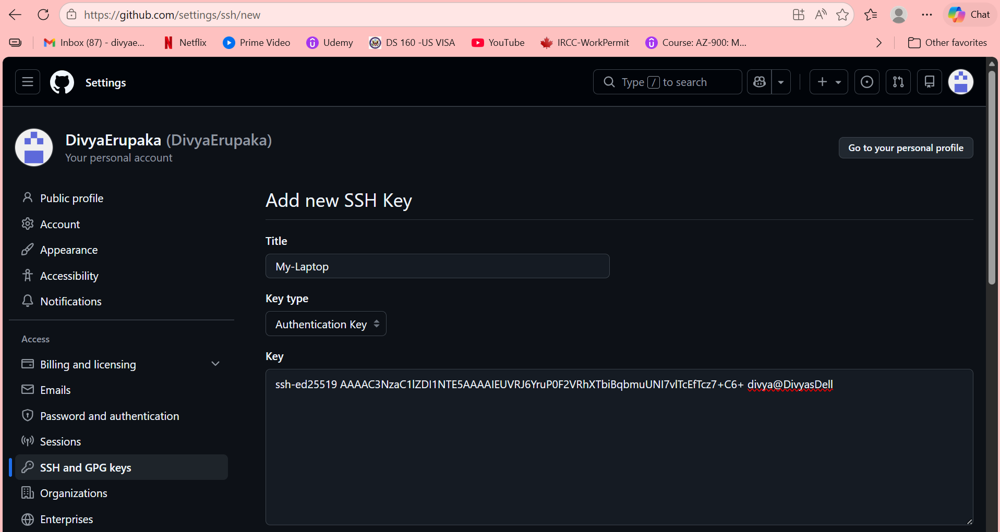 https://github.com/settings/ssh/new
Chat
Inbox (87) - divyae...
Netflix
Prime Video
Udemy
DS 160 -US VISA
YouTube
IRCC-WorkPermit
Course: AZ-900: M...
Other favorites
Settings
Type / to search
DivyaErupaka (DivyaErupaka)
Your personal account
Go to your personal profile
Public profile
Account
Appearance
Accessibility
Notifications
Access
Billing and licensing
Emails
Password and authentication
Sessions
SSH and GPG keys
Organizations
Enterprises
Add new SSH Key
Title
My-Laptop
Key type
Authentication Key
Key
ssh-ed25519 AAAAC3NzaC1lZDI1NTE5AAAAIEUVRJ6YruP0F2VRhXTbiBqbmuUNI7vlTcEfTcz7+C6+ divya@DivyasDell